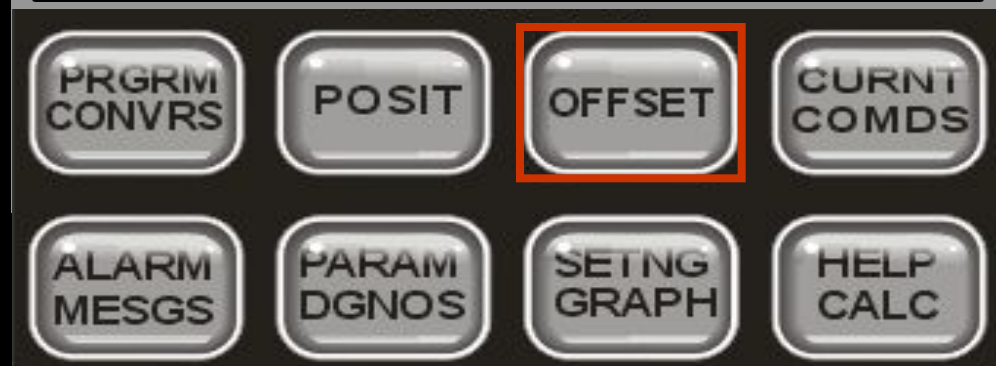 PRGRM
CONVRS
POSIT
OFFSET
CURNT
COMDS
ALARM
MESGS
PARAM
DGNOS
SETNG
GRAPH
HELP
CALC